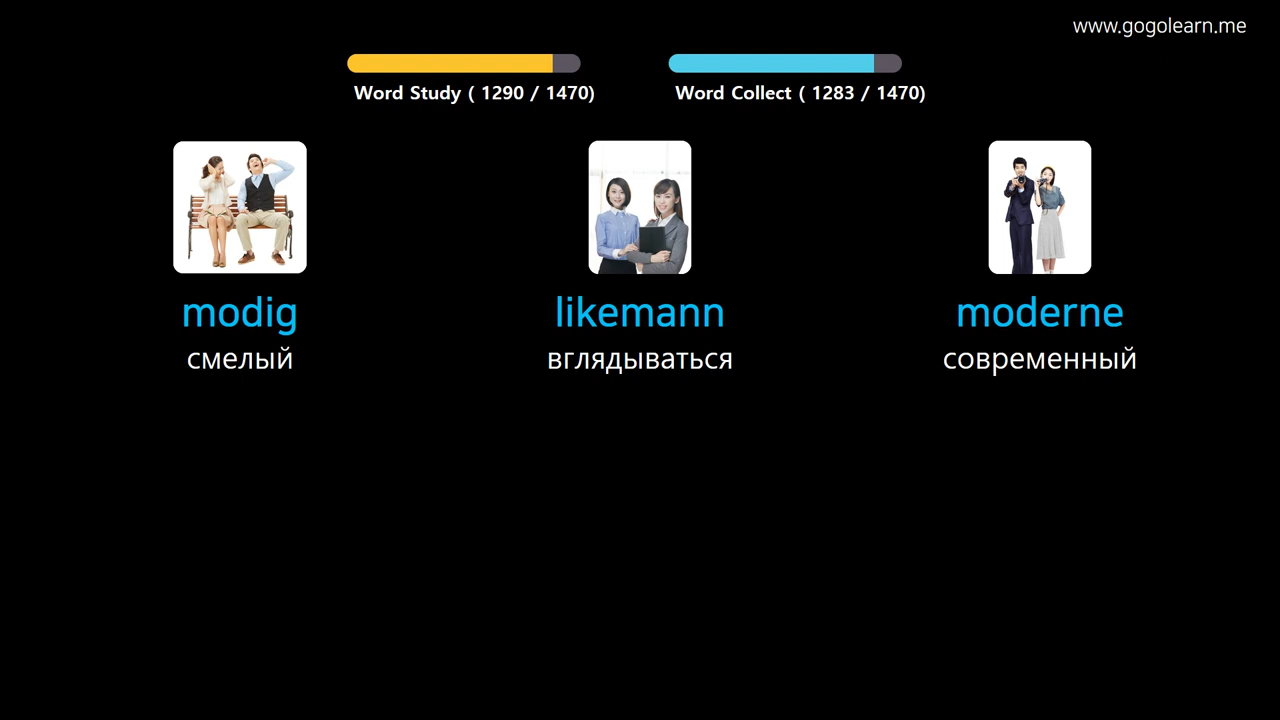 www.gogolearn.me
Word Study ( 1290 / 1470)
Word Collect ( 1283 / 1470)
modig
likemann
moderne
смелый
вглядываться
современный